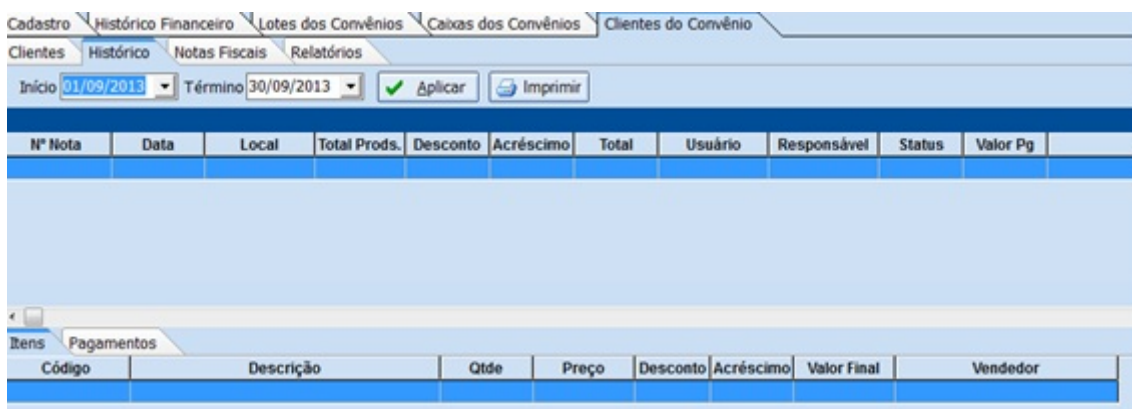 Cadastro Histórico Financeiro Lotes dos Convênios Caixas dos Convênios Clientes do Convênio
Clientes Histórico Notas Fiscais Relatórios
Início 01/09/2013 Término 30/09/2013 Aplicar Imprimir
Nº Nota Data Local Total Prods. Desconto Acréscimo Total Usuário Responsável Status Valor Pg
Itens Pagamentos
Código Descrição Qtde Preço Desconto Acréscimo Valor Final Vendedor